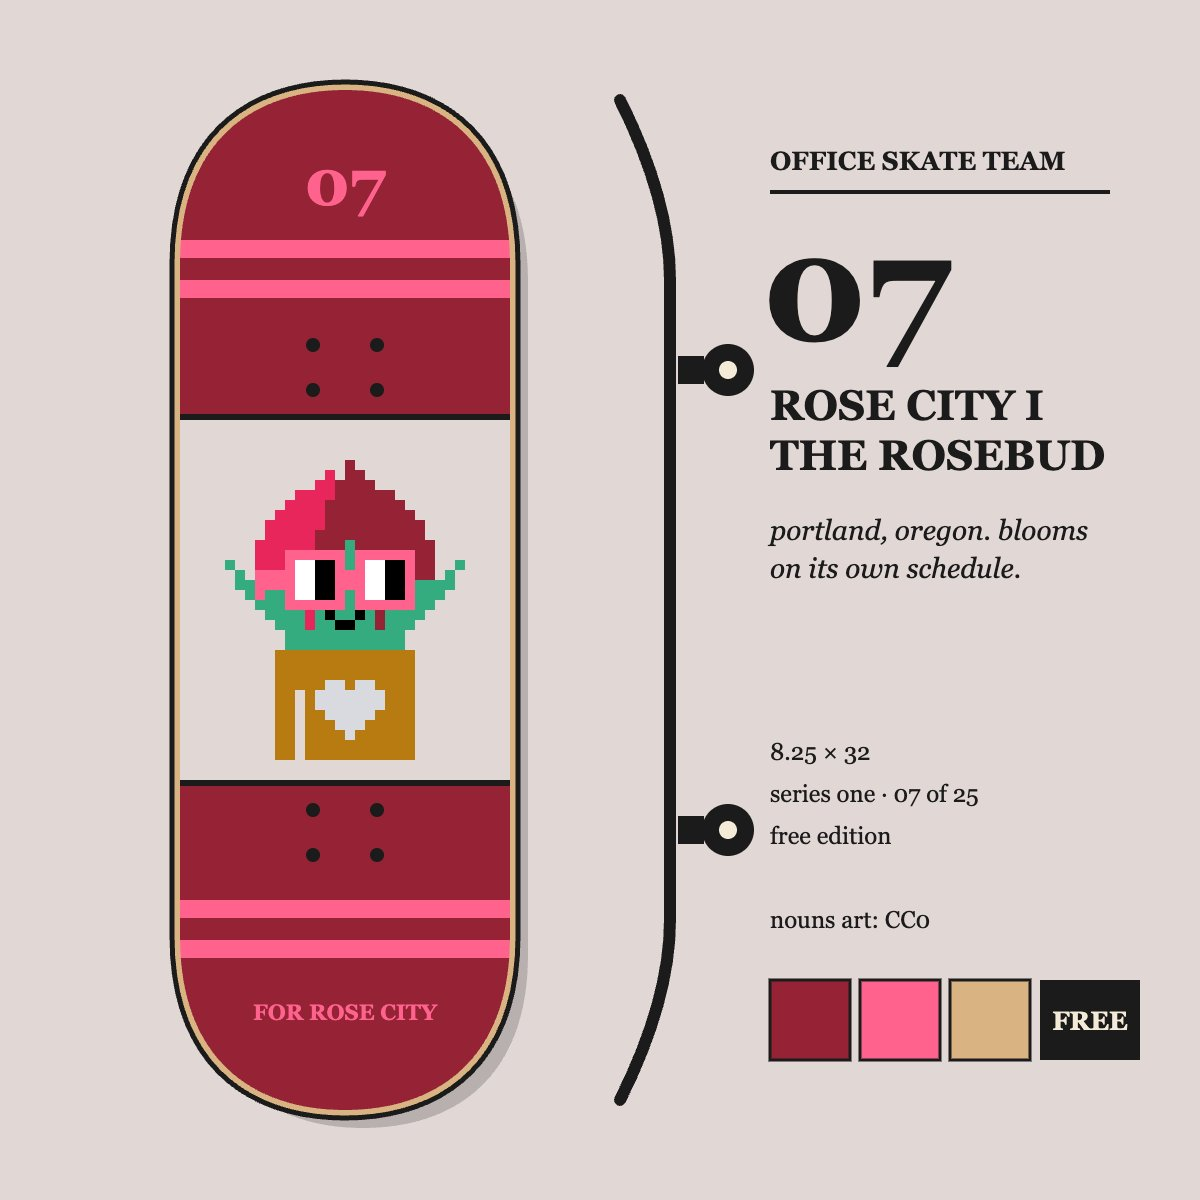 07
FOR ROSE CITY
OFFICE SKATE TEAM
07
ROSE CITY I
THE ROSEBUD
portland, oregon. blooms
on its own schedule.
8.25 × 32
series one · 07 of 25
free edition
nouns art: CC0
FREE